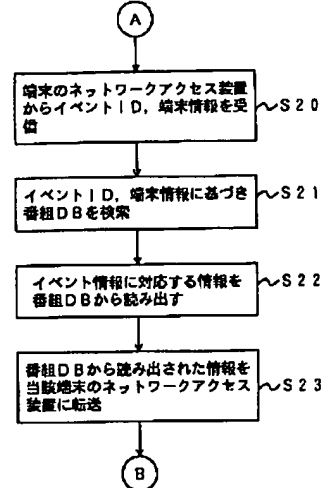 A
端末のネットワークアクセス装置
からイベントID,端末情報を受
信
~S20
イベントID,端末情報に基づき
番組DBを検索
~S21
イベント情報に対応する情報を
番組DBから読み出す
~S22
番組DBから読み出された情報を
当該端末のネットワークアクセス
装置に転送
~S23
B